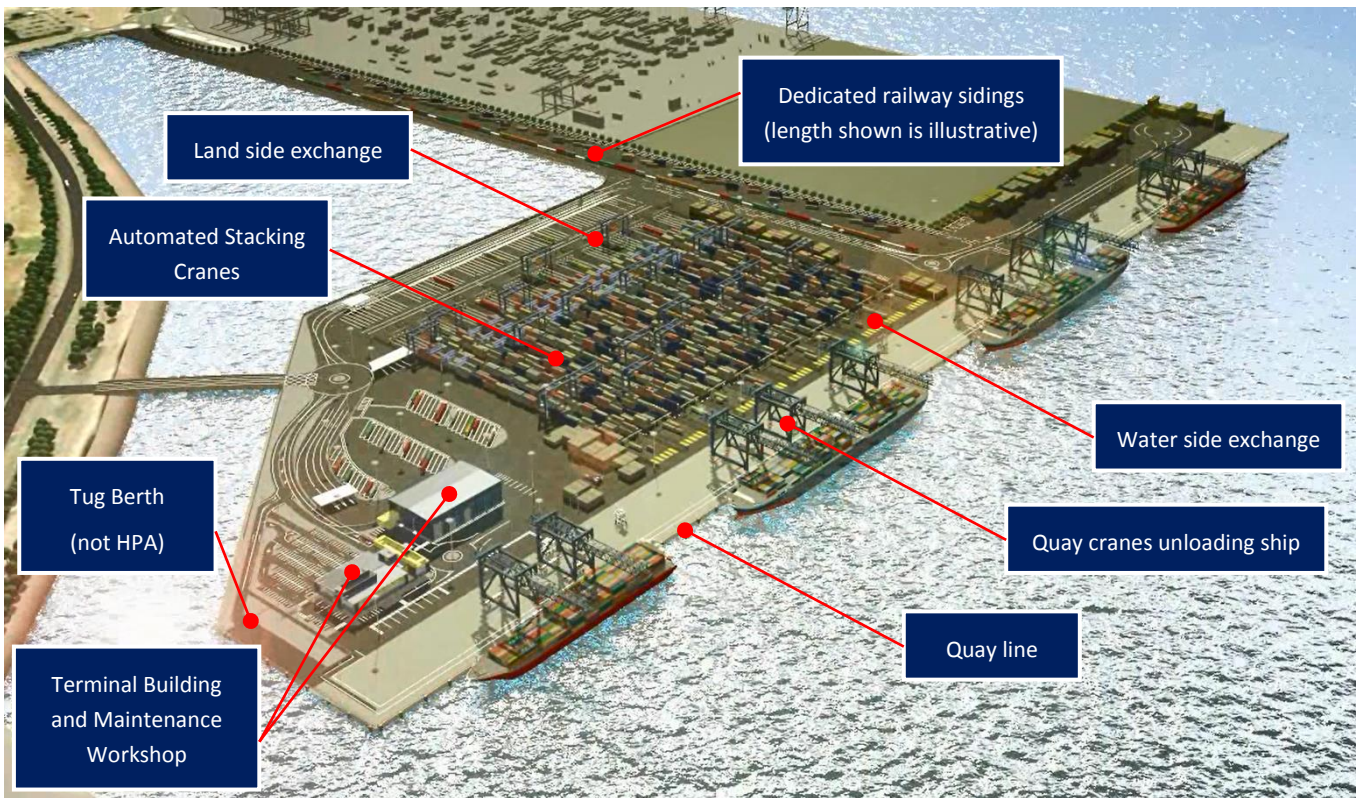 Dedicated railway sidings
(length shown is illustrative)
Land side exchange
Automated Stacking
Cranes
Water side exchange
Tug Berth
(not HPA)
Quay cranes unloading ship
Quay line
Terminal Building
and Maintenance
Workshop